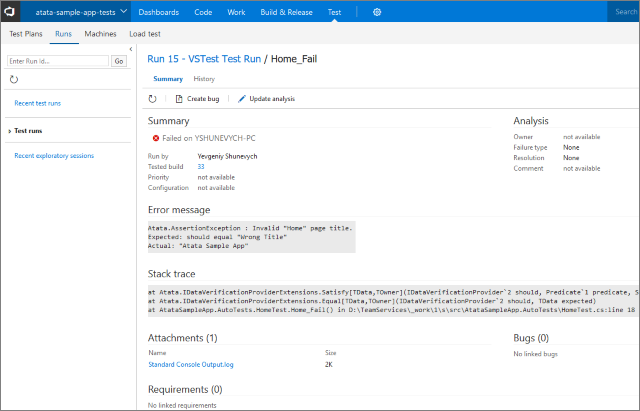 atata-sample-app-tests Dashboards Code Work Build & Release Test Search
Test Plans Runs Machines Load test
Enter Run Id... Go
Recent test runs
Test runs
Recent exploratory sessions
Run 15 - VSTest Test Run / Home_Fail
Summary History
Create bug Update analysis
Summary
Failed on YSHUNEVYCH-PC
Run by Yevgeniy Shunevych
Tested build 33
Priority not available
Configuration not available
Analysis
Owner not available
Failure type None
Resolution None
Comment not available
Error message
Atata.AssertionException : Invalid "Home" page title.
Expected: should equal "Wrong Title"
Actual: "Atata Sample App"
Stack trace
at Atata.IDataVerificationProviderExtensions.Satisfy[TData,TOwner](IDataVerificationProvider`2 should, Predicate`1 predicate, S
at Atata.IDataVerificationProviderExtensions.Equal[TData,TOwner](IDataVerificationProvider`2 should, TData expected)
at AtataSampleApp.AutoTests.HomeTest.Home_Fail() in D:\TeamServices\_work\1\s\src\AtataSampleApp.AutoTests\HomeTest.cs:line 18
Attachments (1)
Name Size
Standard Console Output.log 2K
Bugs (0)
No linked bugs
Requirements (0)
No linked requirements